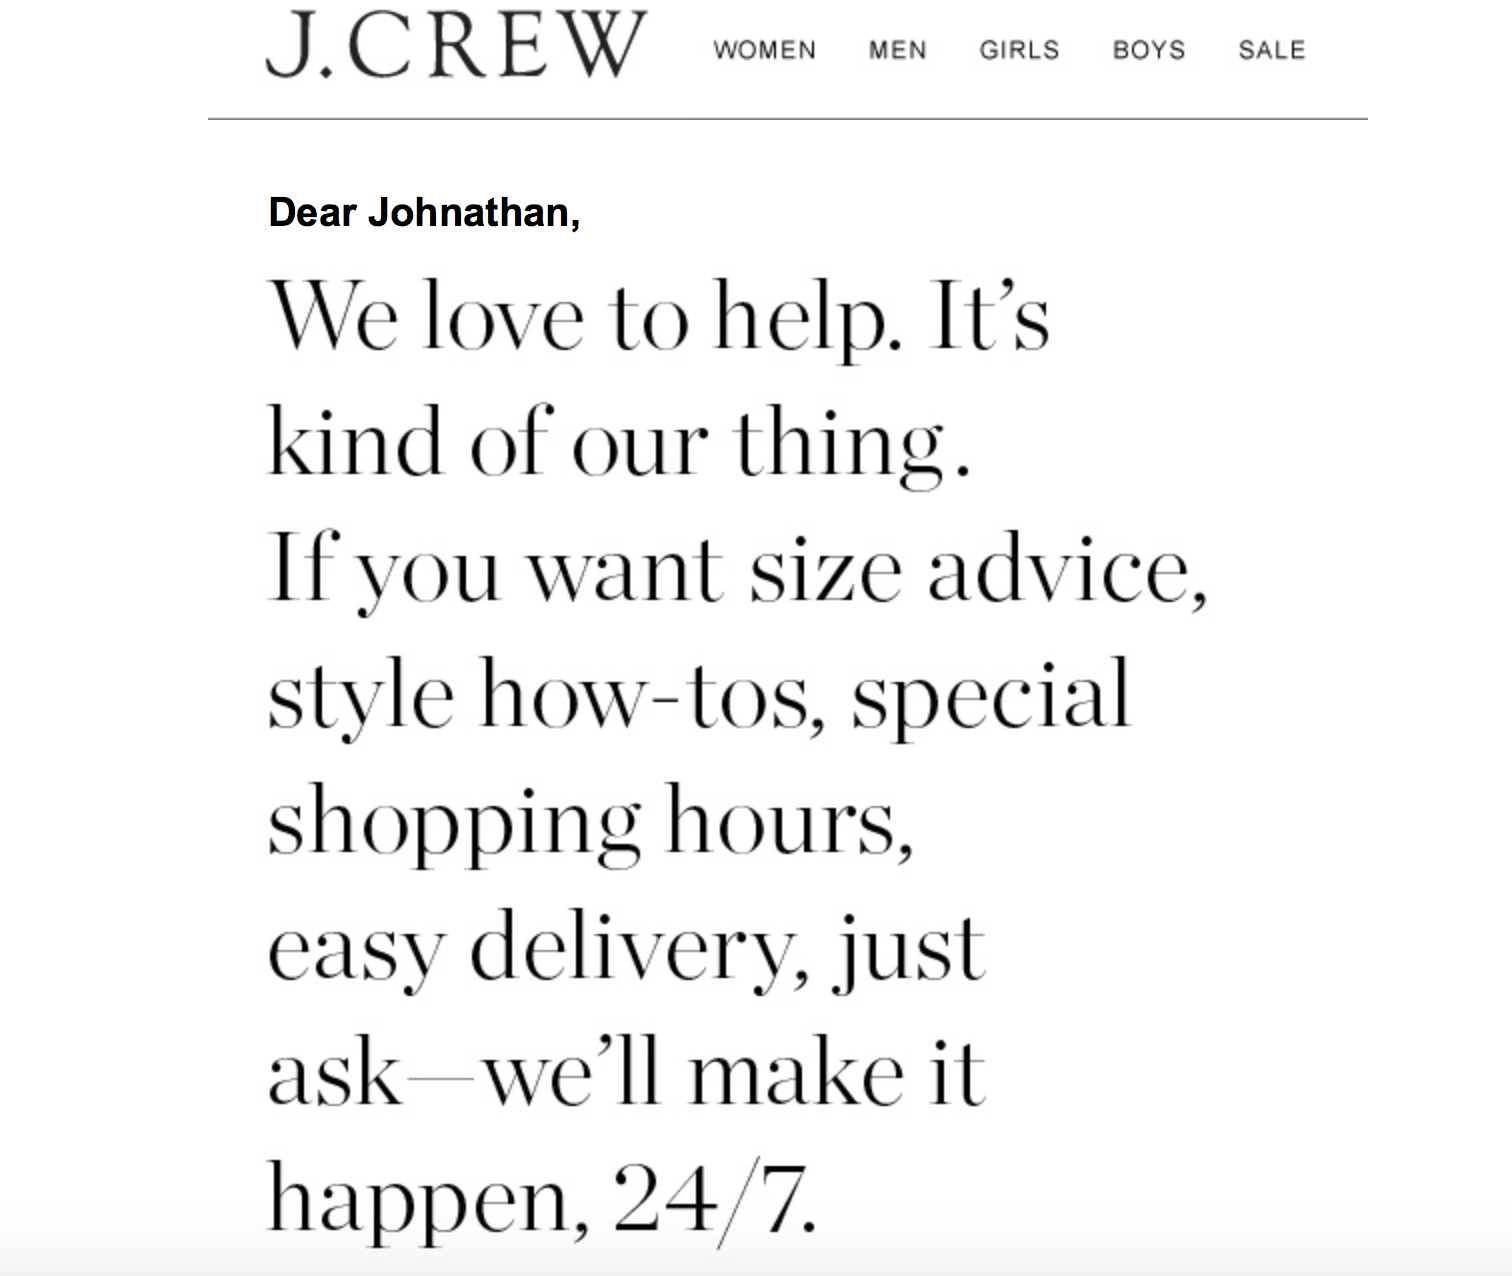 J.CREW WOMEN MEN GIRLS BOYS SALE
Dear Johnathan,
We love to help. It’s
kind of our thing.
If you want size advice,
style how-tos, special
shopping hours,
easy delivery, just
ask—we’ll make it
happen, 24/7.